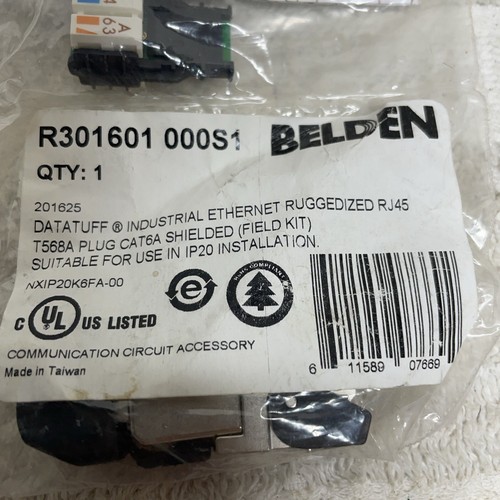 A
63
R301601 000S1
BELDEN
QTY: 1
201625
DATATUFF ® INDUSTRIAL ETHERNET RUGGEDIZED RJ45
T568A PLUG CAT6A SHIELDED (FIELD KIT)
SUITABLE FOR USE IN IP20 INSTALLATION.
NXIP20K6FA-00
e
ROHS COMPLIANT
C UL US LISTED
COMMUNICATION CIRCUIT ACCESSORY
Made in Taiwan
6 11589 07669